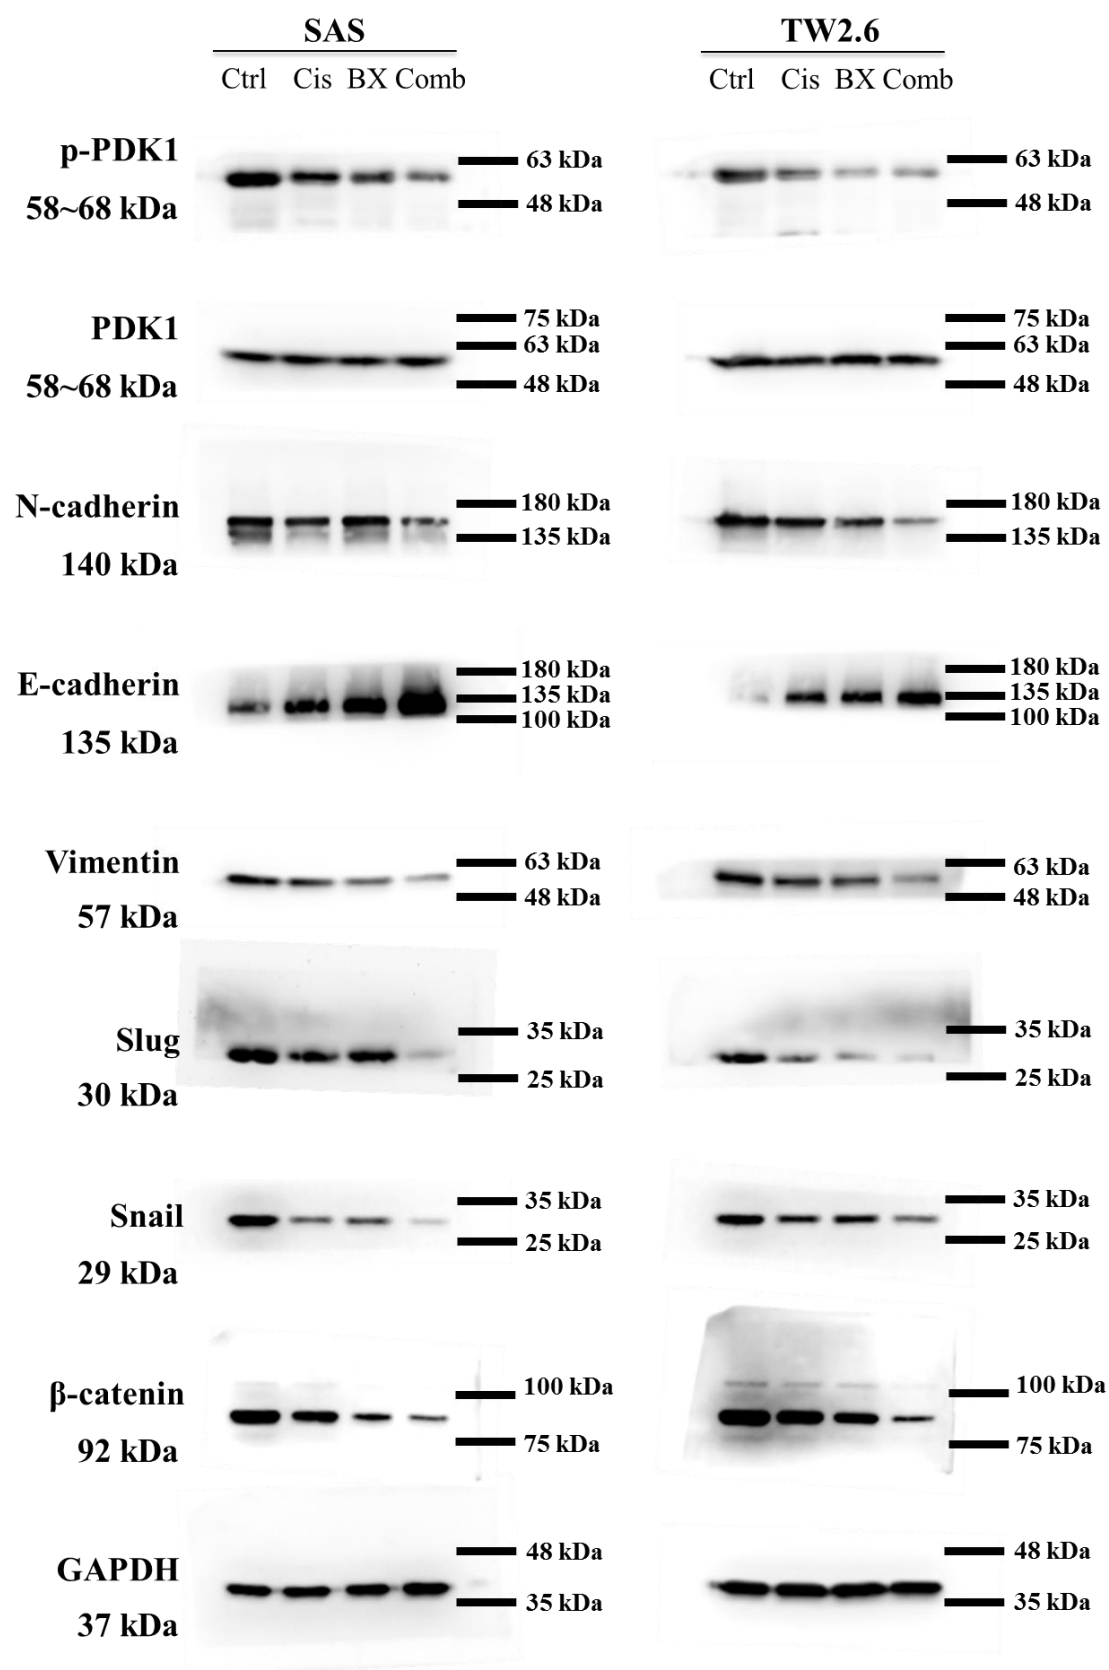 SAS TW2.6
Ctrl Cis BX Comb Ctrl Cis BX Comb
p-PDK1 63 kDa 63 kDa
58~68 kDa 48 kDa 48 kDa
PDK1 75 kDa 75 kDa
63 kDa 63 kDa
58~68 kDa 48 kDa 48 kDa
N-cadherin 180 kDa 180 kDa
140 kDa 135 kDa 135 kDa
E-cadherin 180 kDa 180 kDa
135 kDa 135 kDa
135 kDa 100 kDa 100 kDa
Vimentin 63 kDa 63 kDa
57 kDa 48 kDa 48 kDa
Slug 35 kDa 35 kDa
30 kDa 25 kDa 25 kDa
Snail 35 kDa 35 kDa
29 kDa 25 kDa 25 kDa
β-catenin 100 kDa 100 kDa
92 kDa 75 kDa 75 kDa
GAPDH 48 kDa 48 kDa
37 kDa 35 kDa 35 kDa